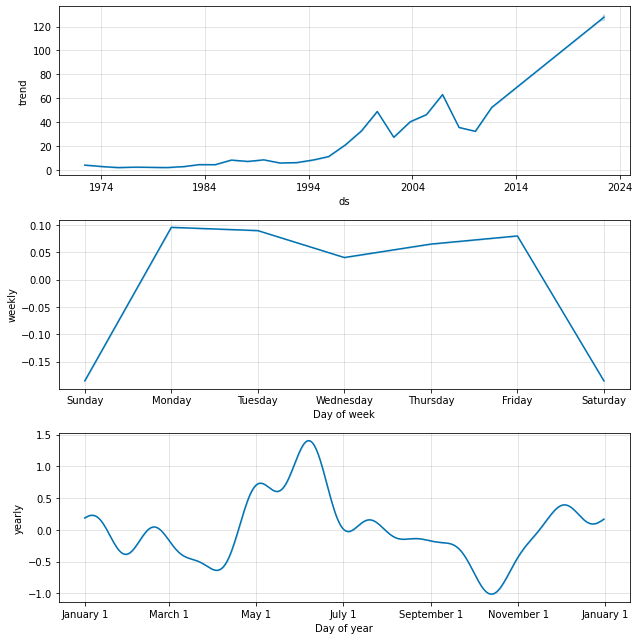 120
100
80
60
40
20
0
trend
1974 1984 1994 2004 2014 2024
ds
0.10
0.05
0.00
−0.05
−0.10
−0.15
weekly
Sunday Monday Tuesday Wednesday Thursday Friday Saturday
Day of week
1.5
1.0
0.5
0.0
−0.5
−1.0
yearly
January 1 March 1 May 1 July 1 September 1 November 1 January 1
Day of year